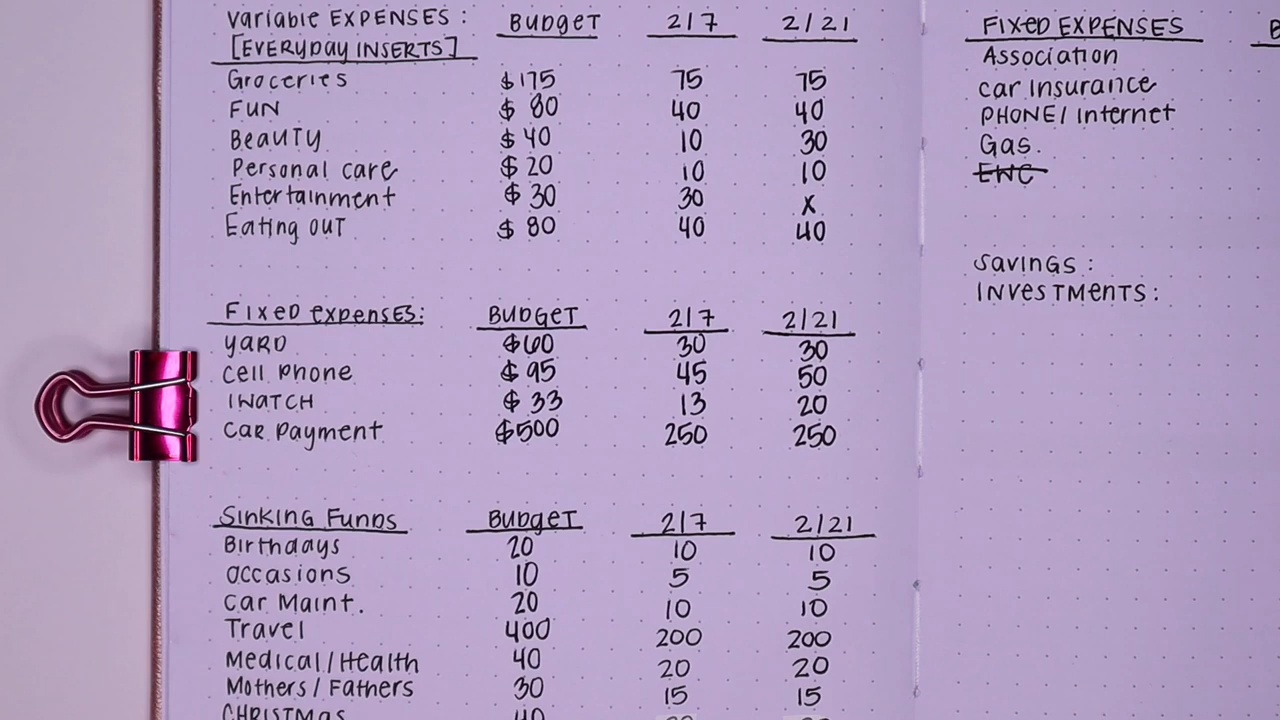 Variable EXPENSES : BUDGET 2/7 2/21
[EVERYDAY INSERTS]
Groceries $175 75 75
FUN $ 80 40 40
Beauty $ 40 10 30
Personal care $ 20 10 10
Entertainment $ 30 30 x
Eating out $ 80 40 40
Fixed expenses: BUDGET 2/7 2/21
YARD $60 30 30
Cell Phone $ 95 45 50
IWATCH $ 33 13 20
Car Payment $500 250 250
Sinking Funds Budget 2/7 2/21
Birthdays 20 10 10
Occasions 10 5 5
Car Maint. 20 10 10
Travel 400 200 200
Medical/Health 40 20 20
Mothers/Fathers 30 15 15
CHRISTMAS 40
FIXED EXPENSES
Association
Car Insurance
PHONE/Internet
Gas.
ENC
Savings :
INVESTMENTS :